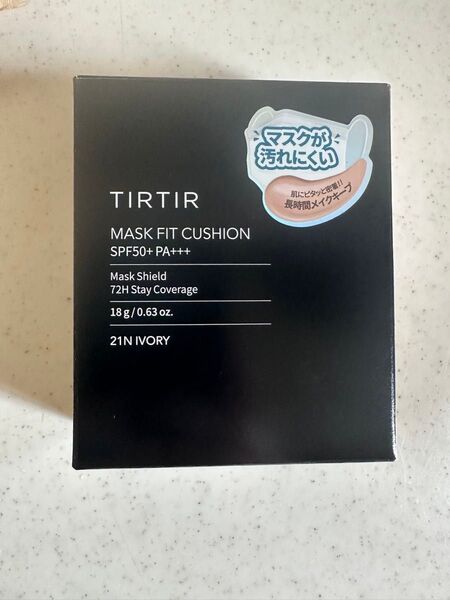 マスクが
汚れにくい
肌にピタッと密着!!
長時間メイクキープ
TIRTIR
MASK FIT CUSHION
SPF50+ PA+++
Mask Shield
72H Stay Coverage
18 g / 0.63 oz.
21N IVORY